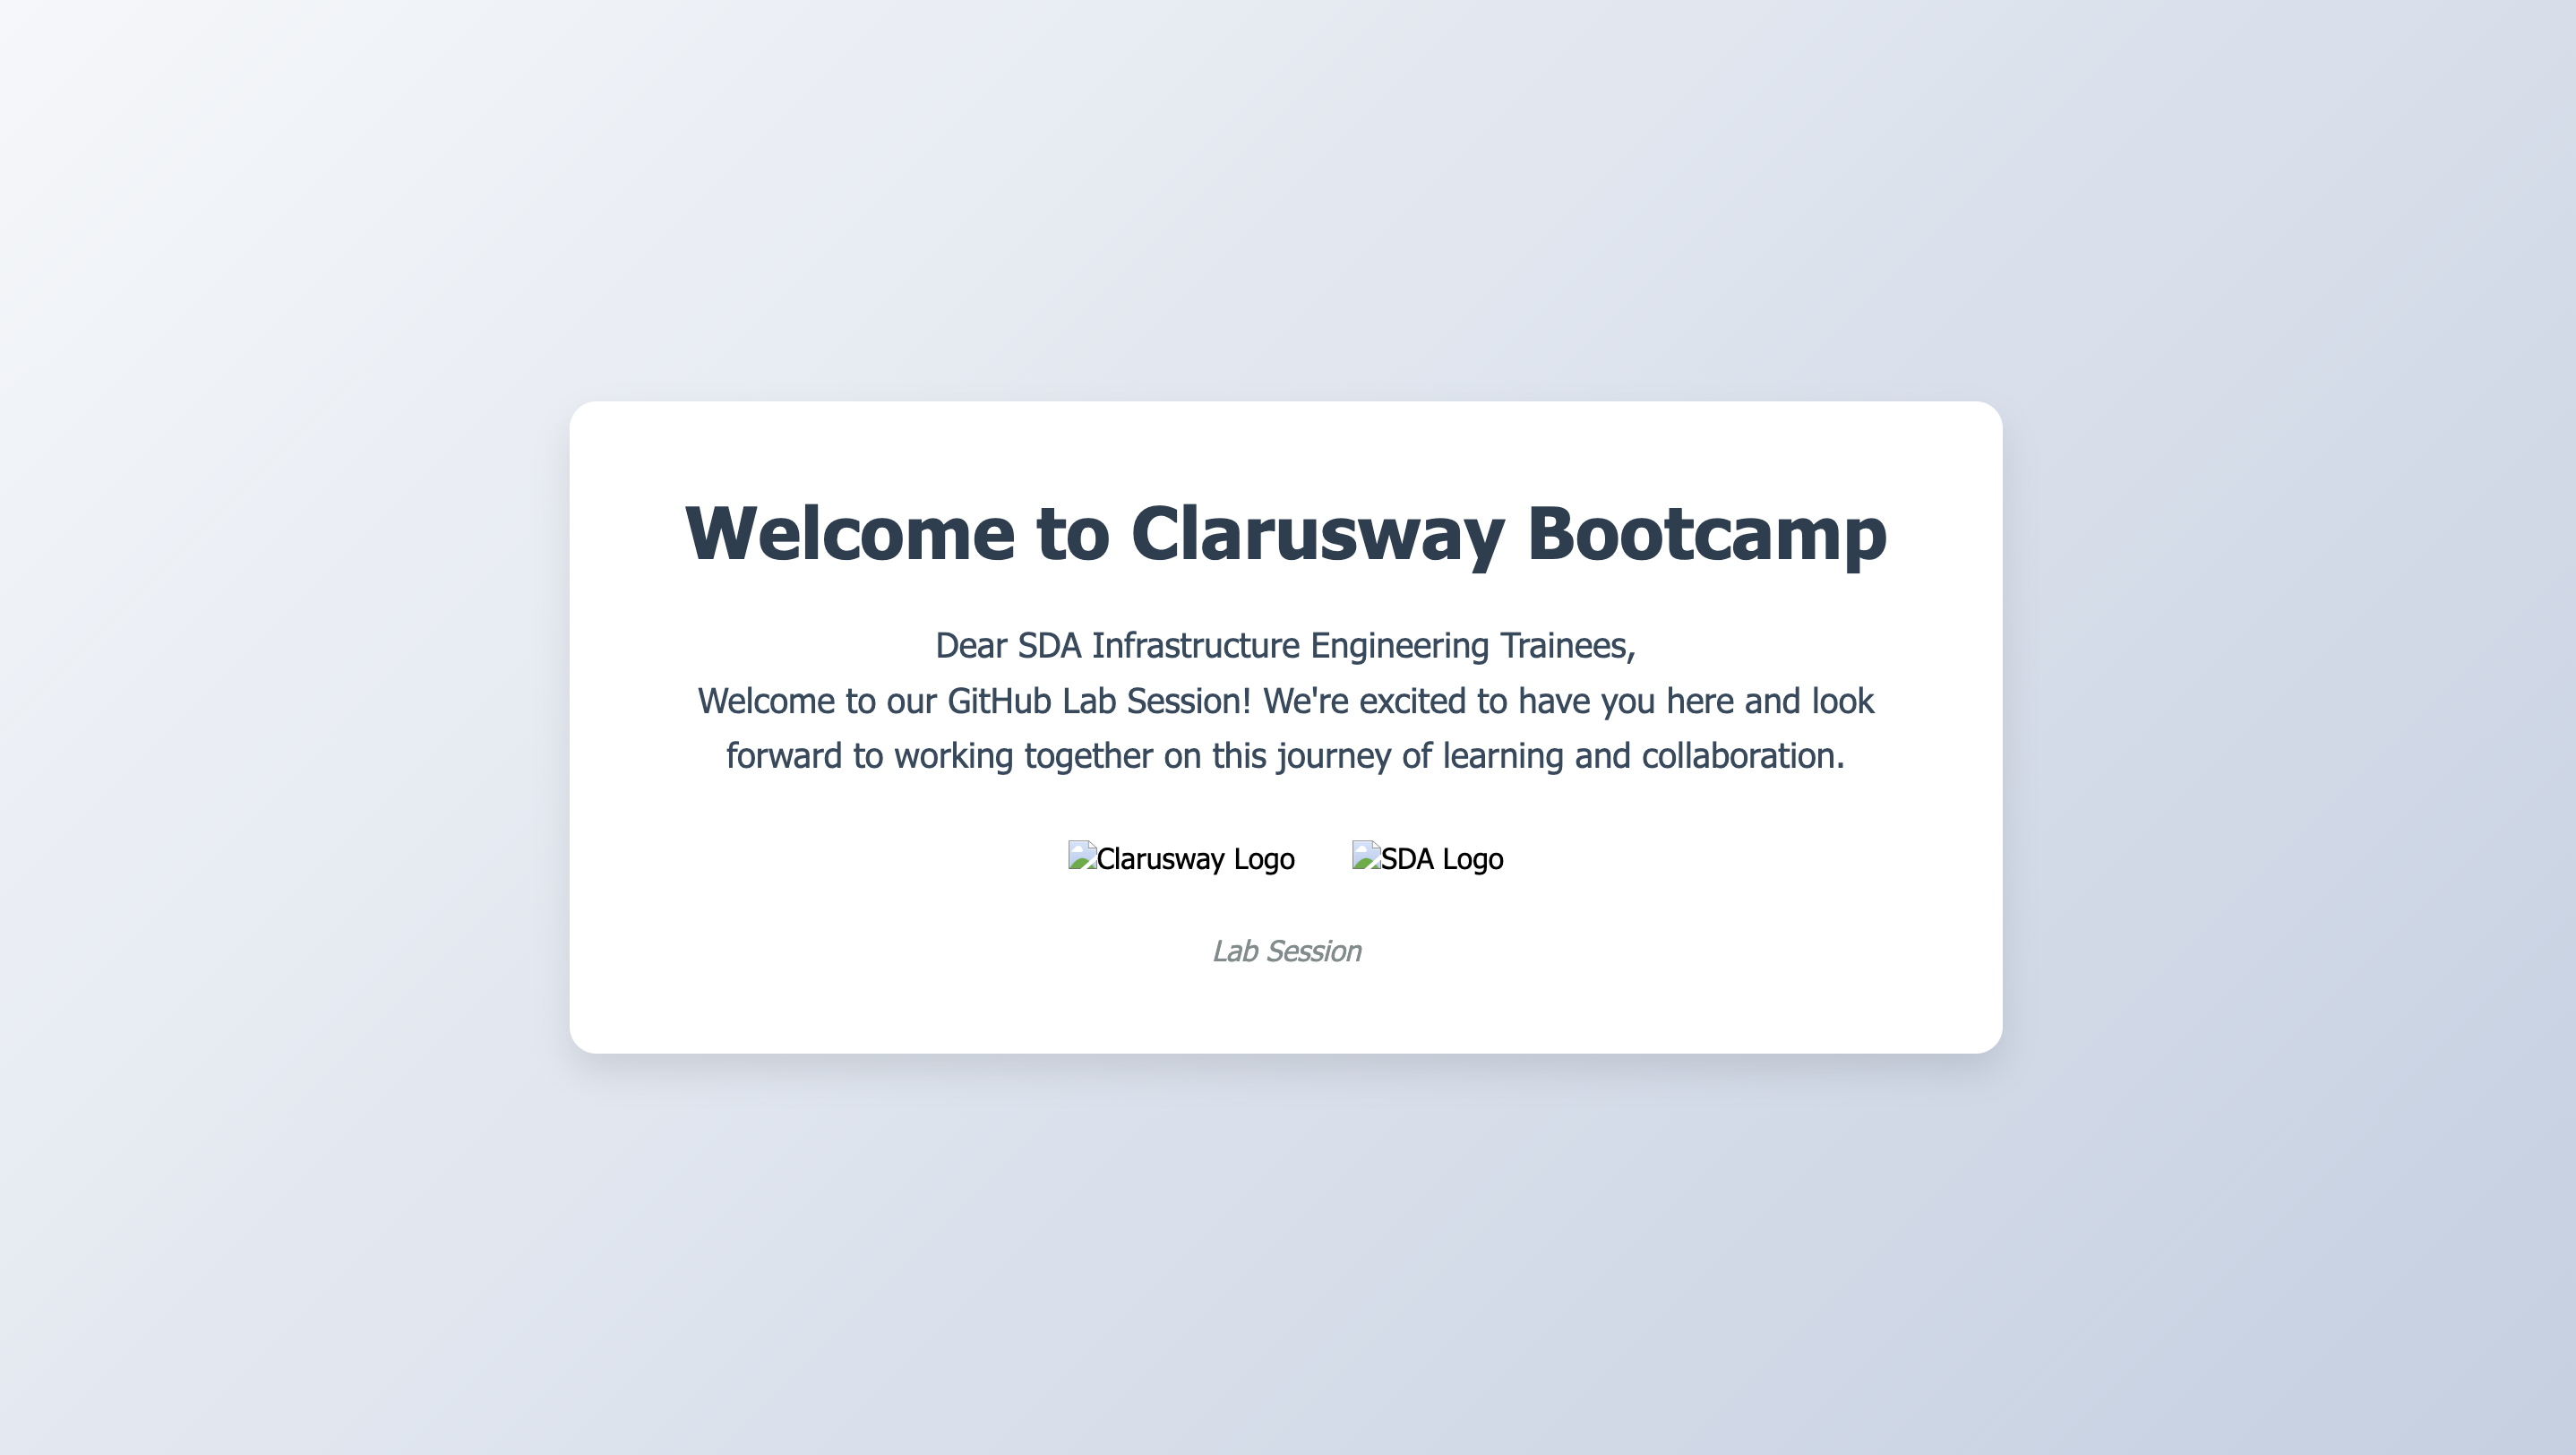 Welcome to Clarusway Bootcamp
Dear SDA Infrastructure Engineering Trainees,
Welcome to our GitHub Lab Session! We're excited to have you here and look
forward to working together on this journey of learning and collaboration.
Clarusway Logo
SDA Logo
Lab Session